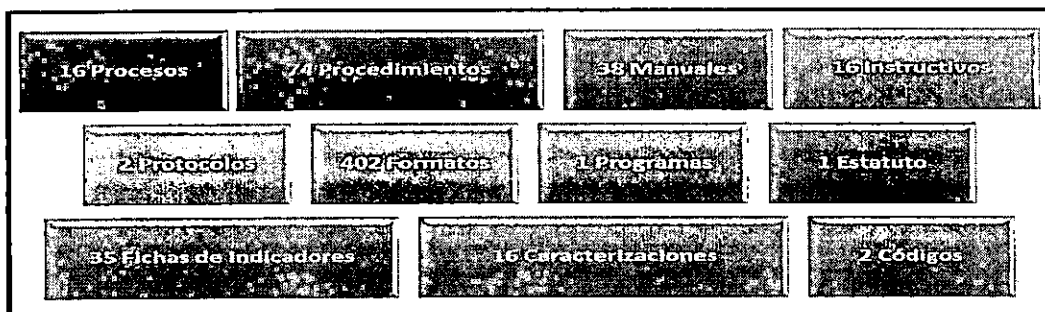 16 Procesos
74 Procedimientos
38 Manuales
16 Instructivos
2 Protocolos
402 Formatos
1 Programas
1 Estatuto
35 Fichas de Indicadores
16 Caracterizaciones
2 Códigos